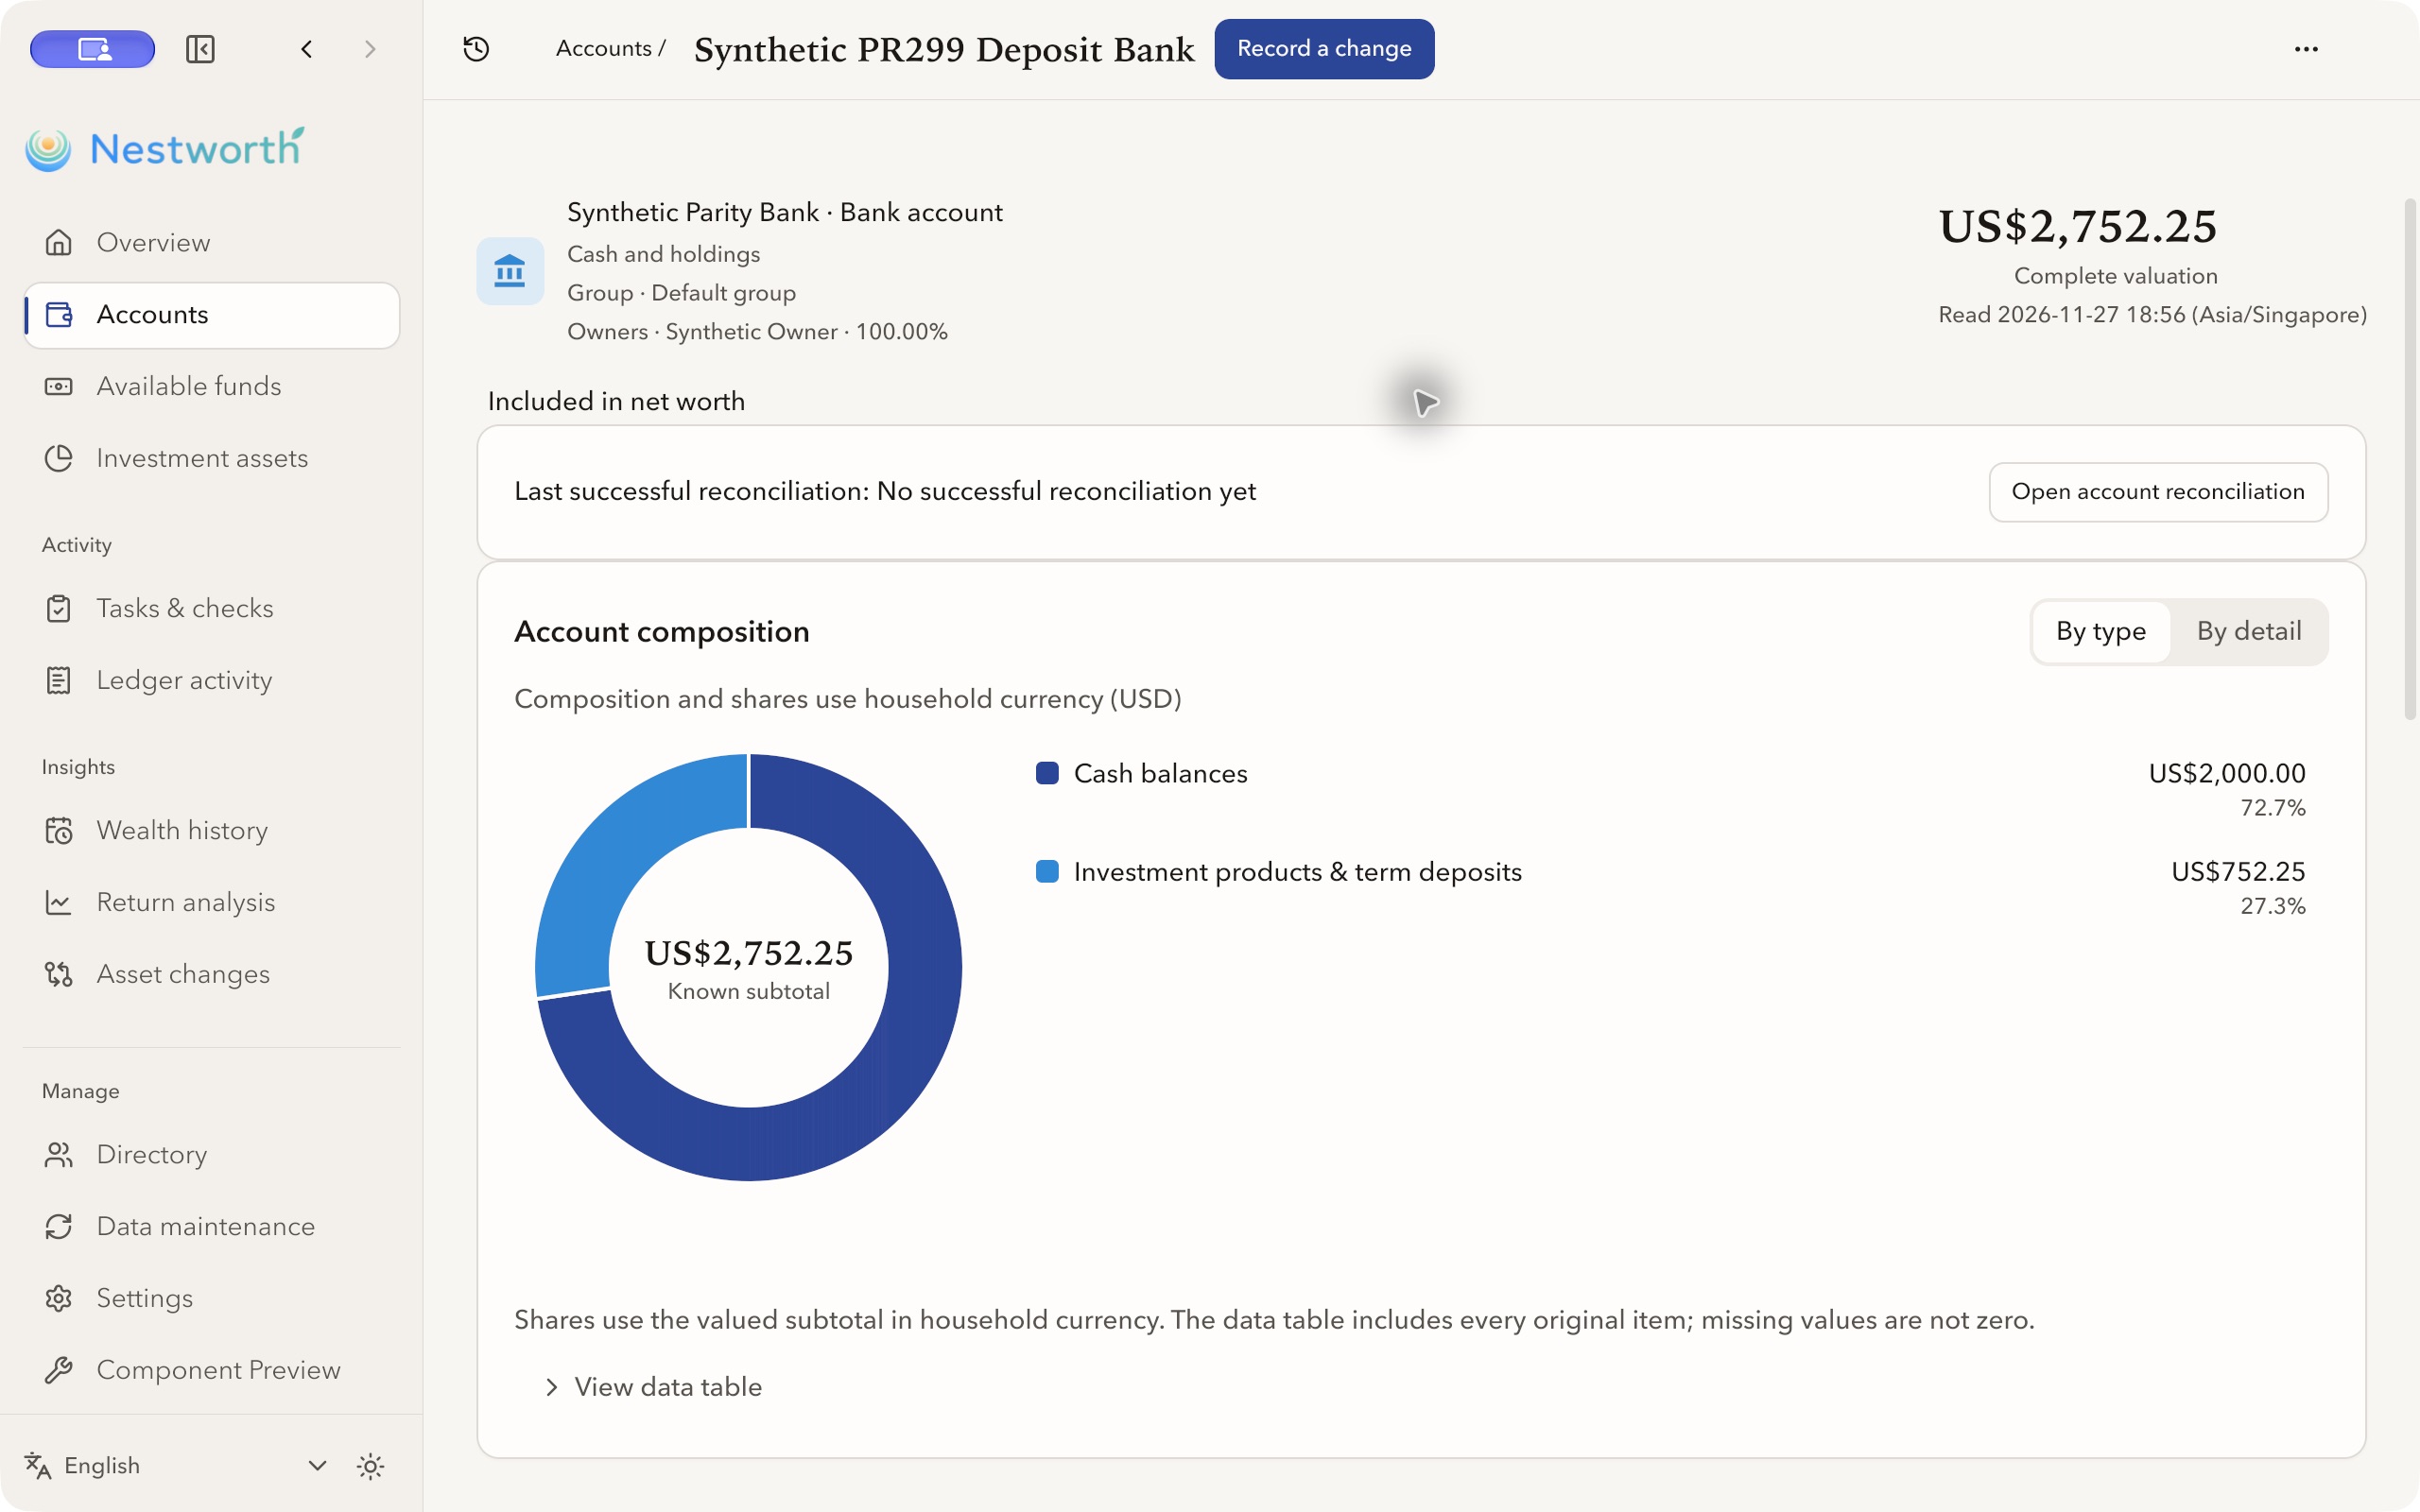 Accounts /
Synthetic PR299 Deposit Bank
Record a change
Nestworth
Overview
Accounts
Available funds
Investment assets
Activity
Tasks & checks
Ledger activity
Insights
Wealth history
Return analysis
Asset changes
Manage
Directory
Data maintenance
Settings
Component Preview
English
Synthetic Parity Bank · Bank account
Cash and holdings
Group · Default group
Owners · Synthetic Owner · 100.00%
US$2,752.25
Complete valuation
Read 2026-11-27 18:56 (Asia/Singapore)
Included in net worth
Last successful reconciliation: No successful reconciliation yet
Open account reconciliation
Account composition
By type
By detail
Composition and shares use household currency (USD)
US$2,752.25
Known subtotal
Cash balances
US$2,000.00
72.7%
Investment products & term deposits
US$752.25
27.3%
Shares use the valued subtotal in household currency. The data table includes every original item; missing values are not zero.
View data table